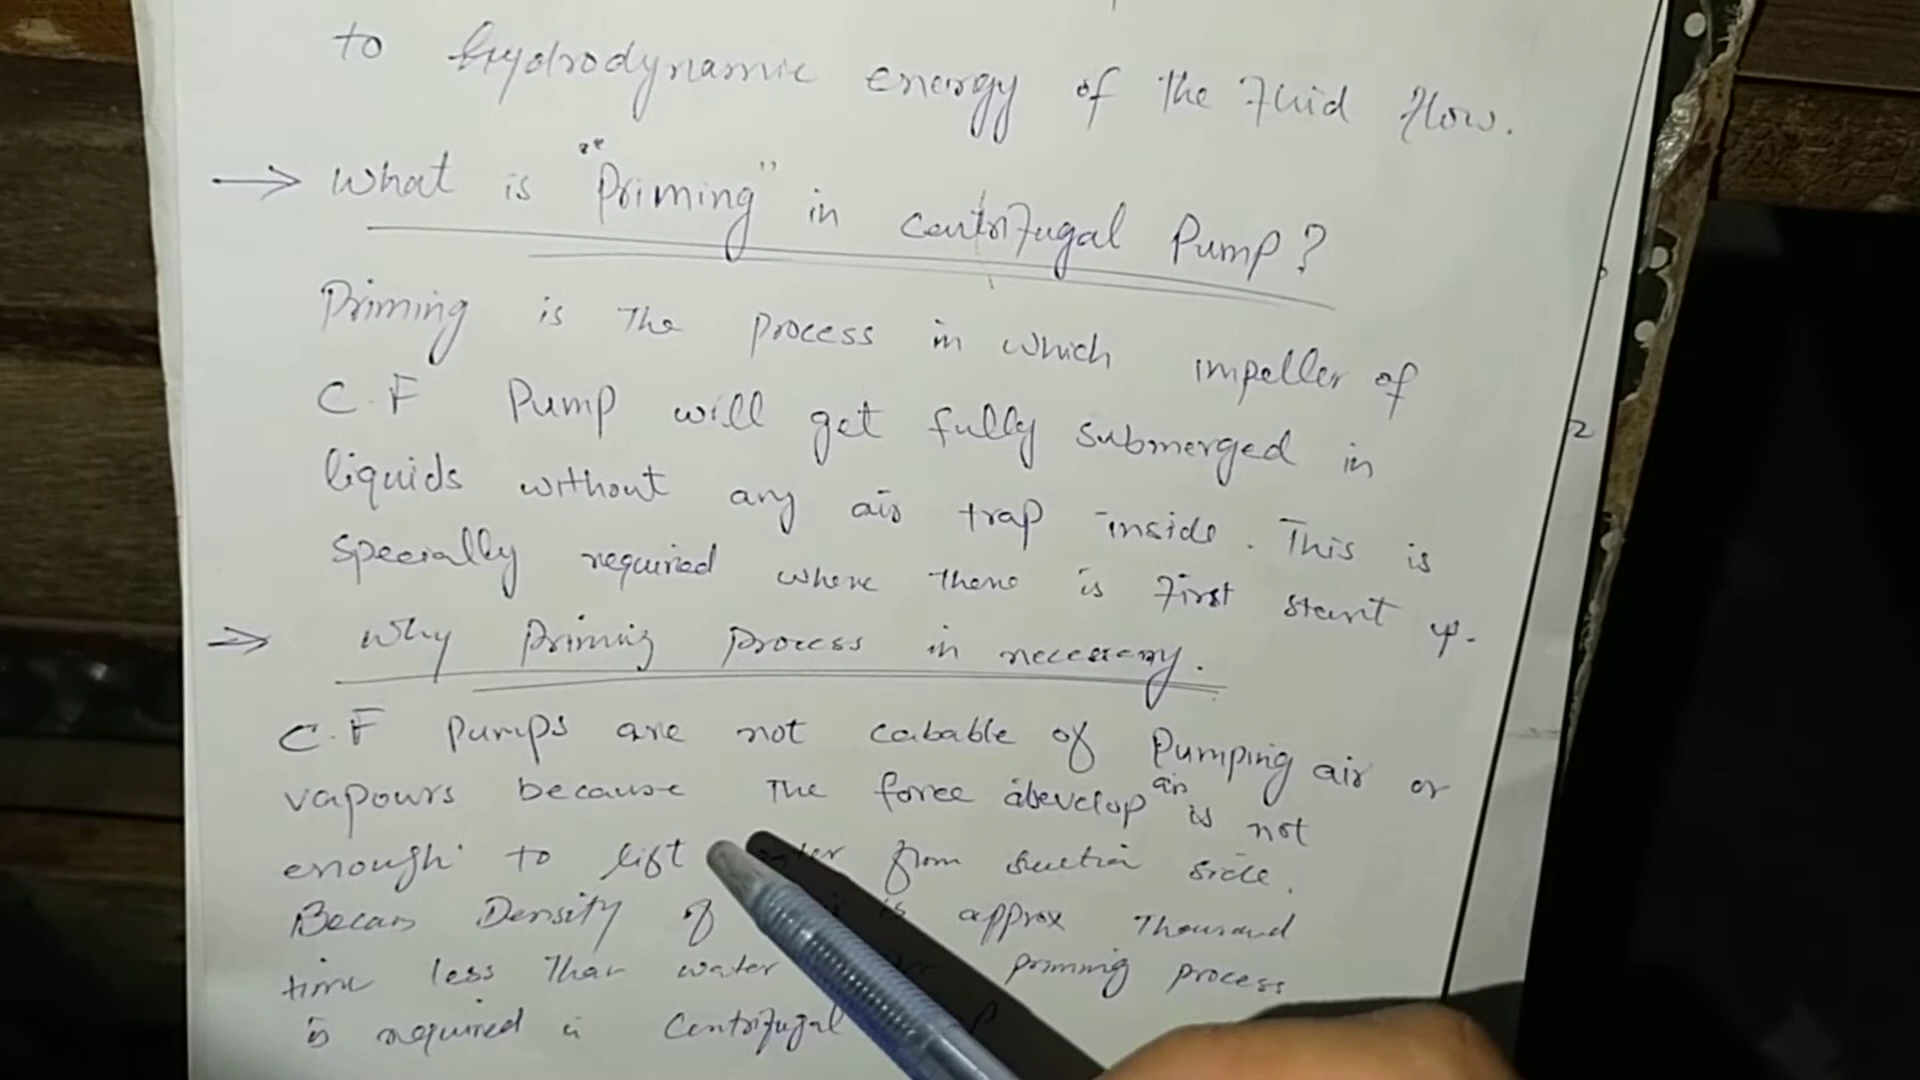 to hydrodynamic energy of the fluid flow.
→ What is "Priming" in centrifugal Pump?
Priming is the process in which impeller of
C.F Pump will get fully submerged in
liquids without any air trap inside. This is
specially required where there is first start up.
⇒ Why Priming process in necessary.
C.F Pumps are not cabable of Pumping air or
vapours because the force develop in is not
enough to lift from suction side.
Becaus Density of is approx Thousand
time less than water priming process
is required in Centrifugal